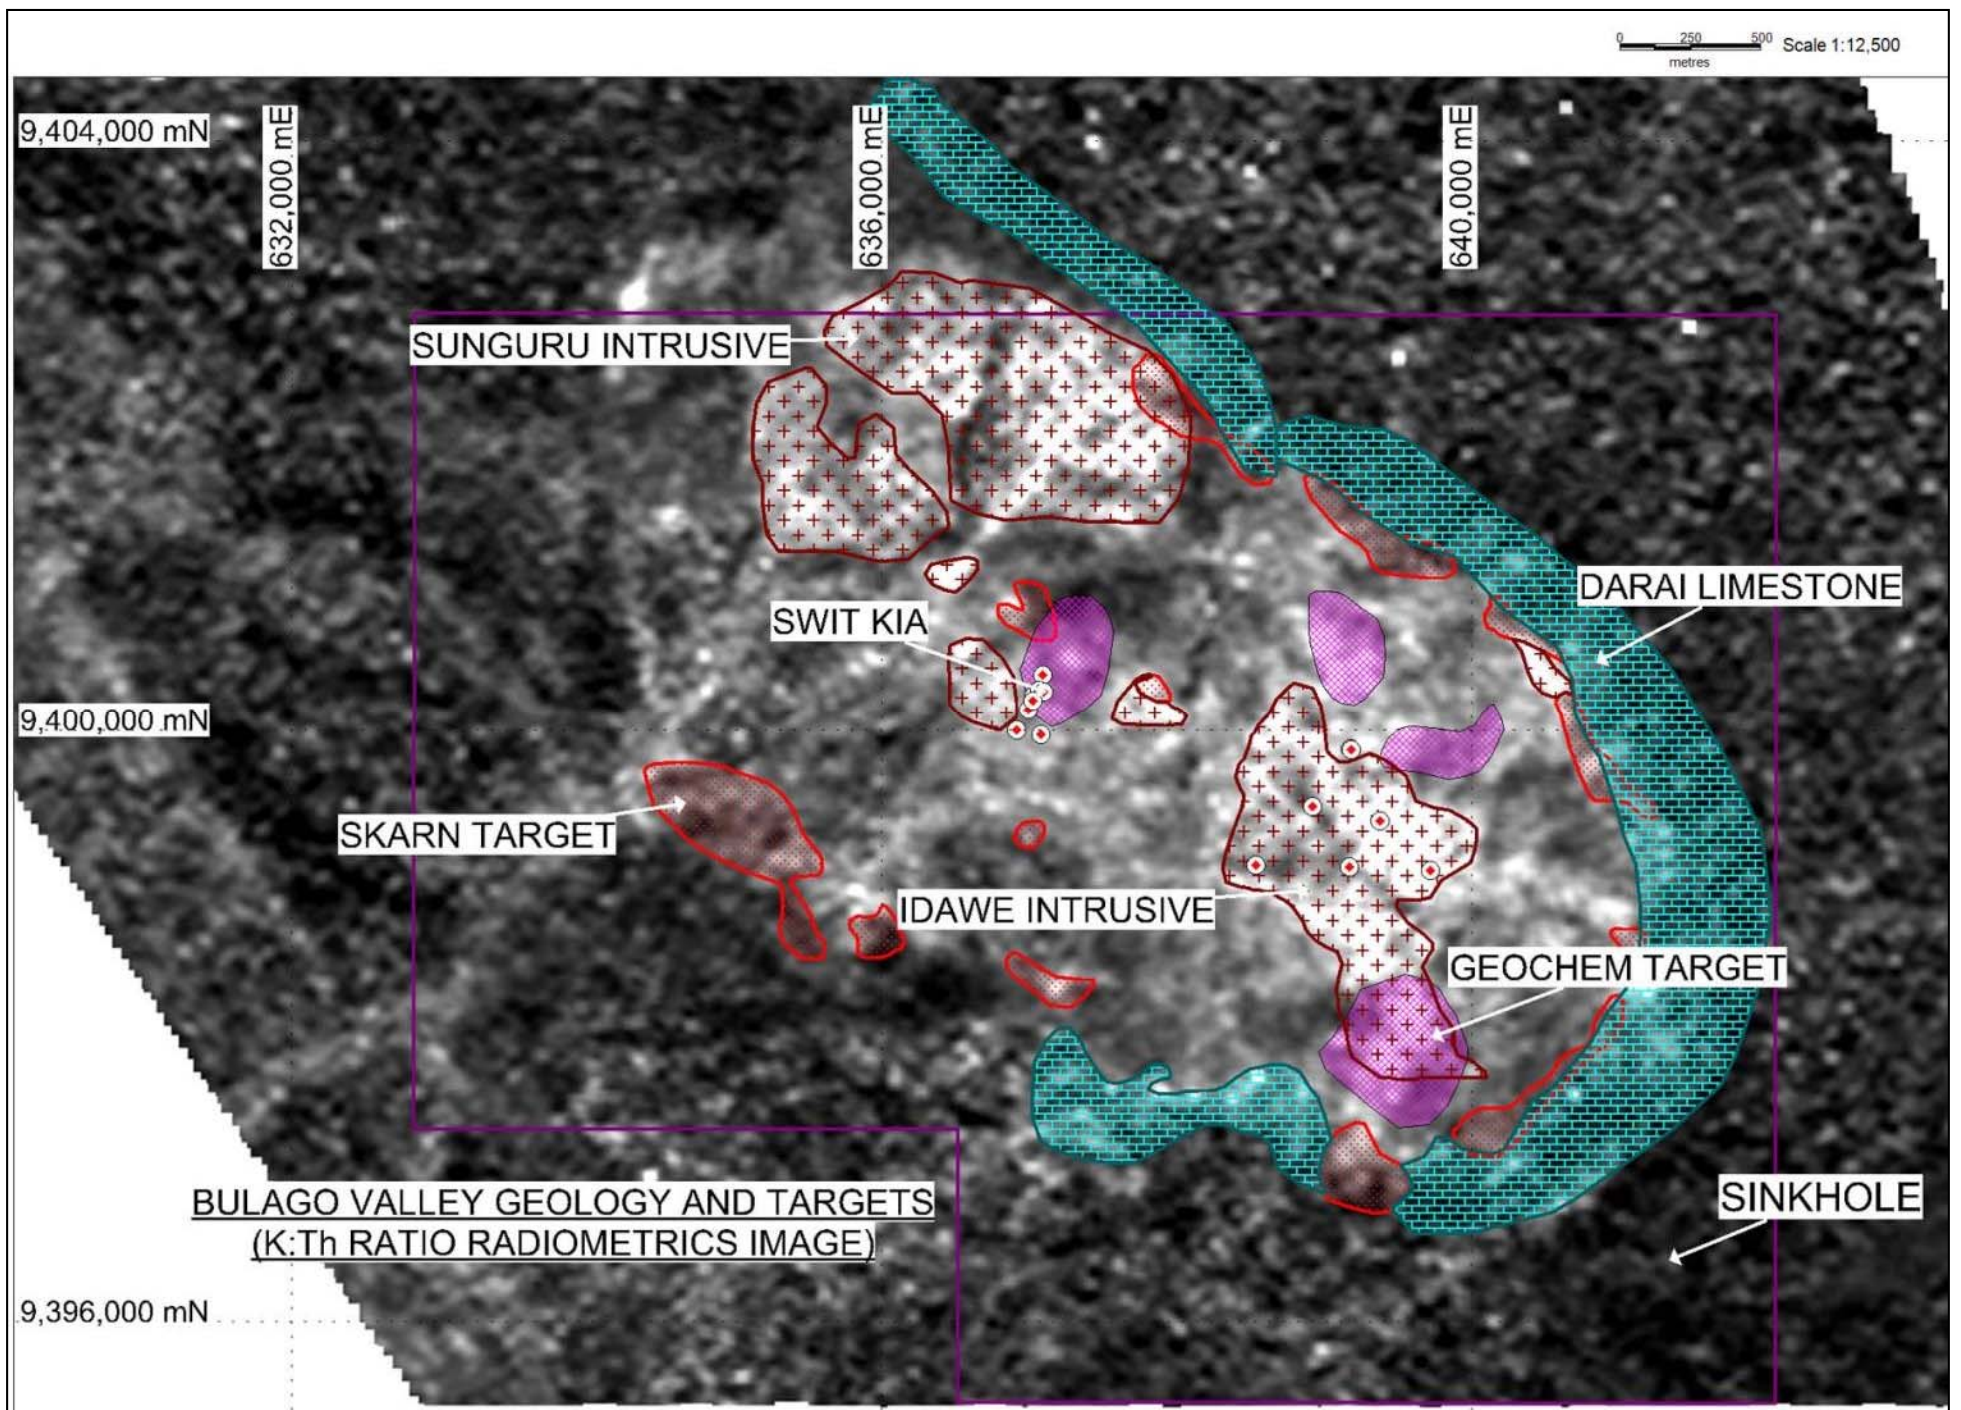 0 250 500 Scale 1:12,500
metres
9,404,000 mN
632,000 mE
636,000 mE
640,000 mE
SUNGURU INTRUSIVE
DARAI LIMESTONE
SWIT KIA
9,400,000 mN
SKARN TARGET
IDAWE INTRUSIVE
GEOCHEM TARGET
BULAGO VALLEY GEOLOGY AND TARGETS
(K:Th RATIO RADIOMETRICS IMAGE)
SINKHOLE
9,396,000 mN